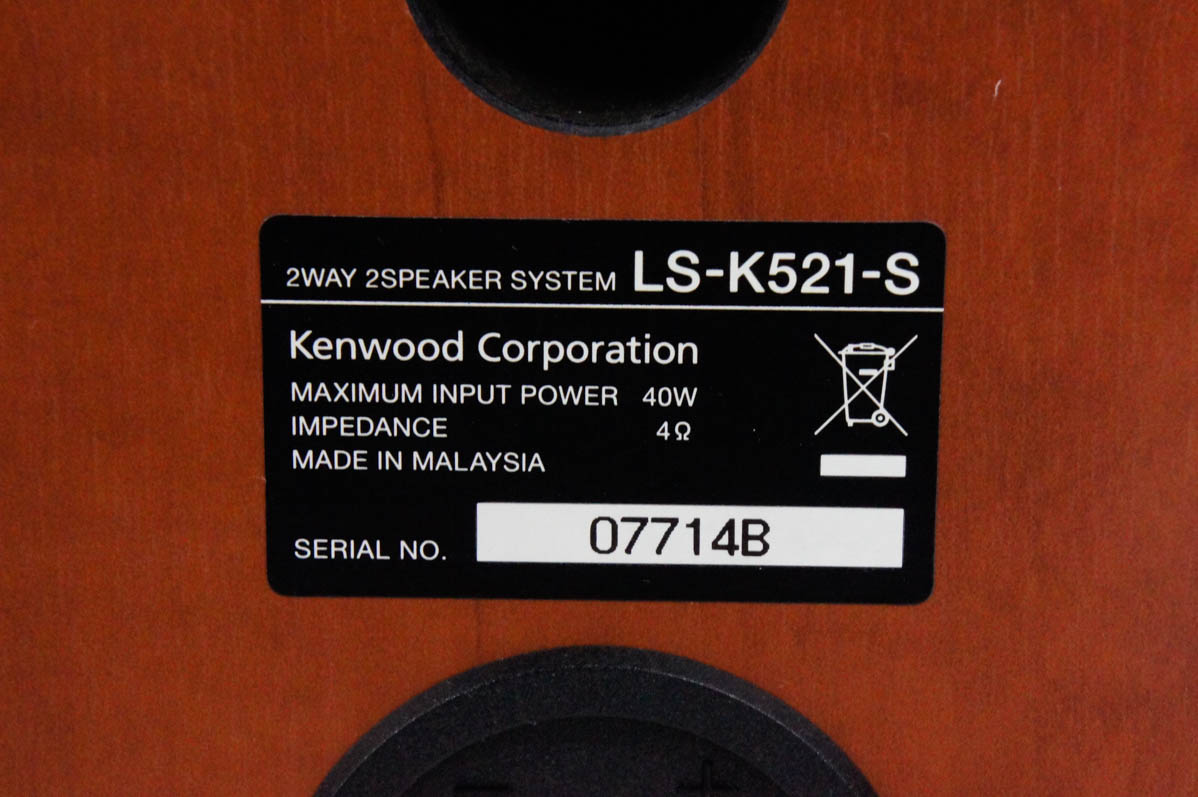 2WAY 2SPEAKER SYSTEM LS-K521-S
Kenwood Corporation
MAXIMUM INPUT POWER 40W
IMPEDANCE 4Ω
MADE IN MALAYSIA
SERIAL NO. 07714B
- +